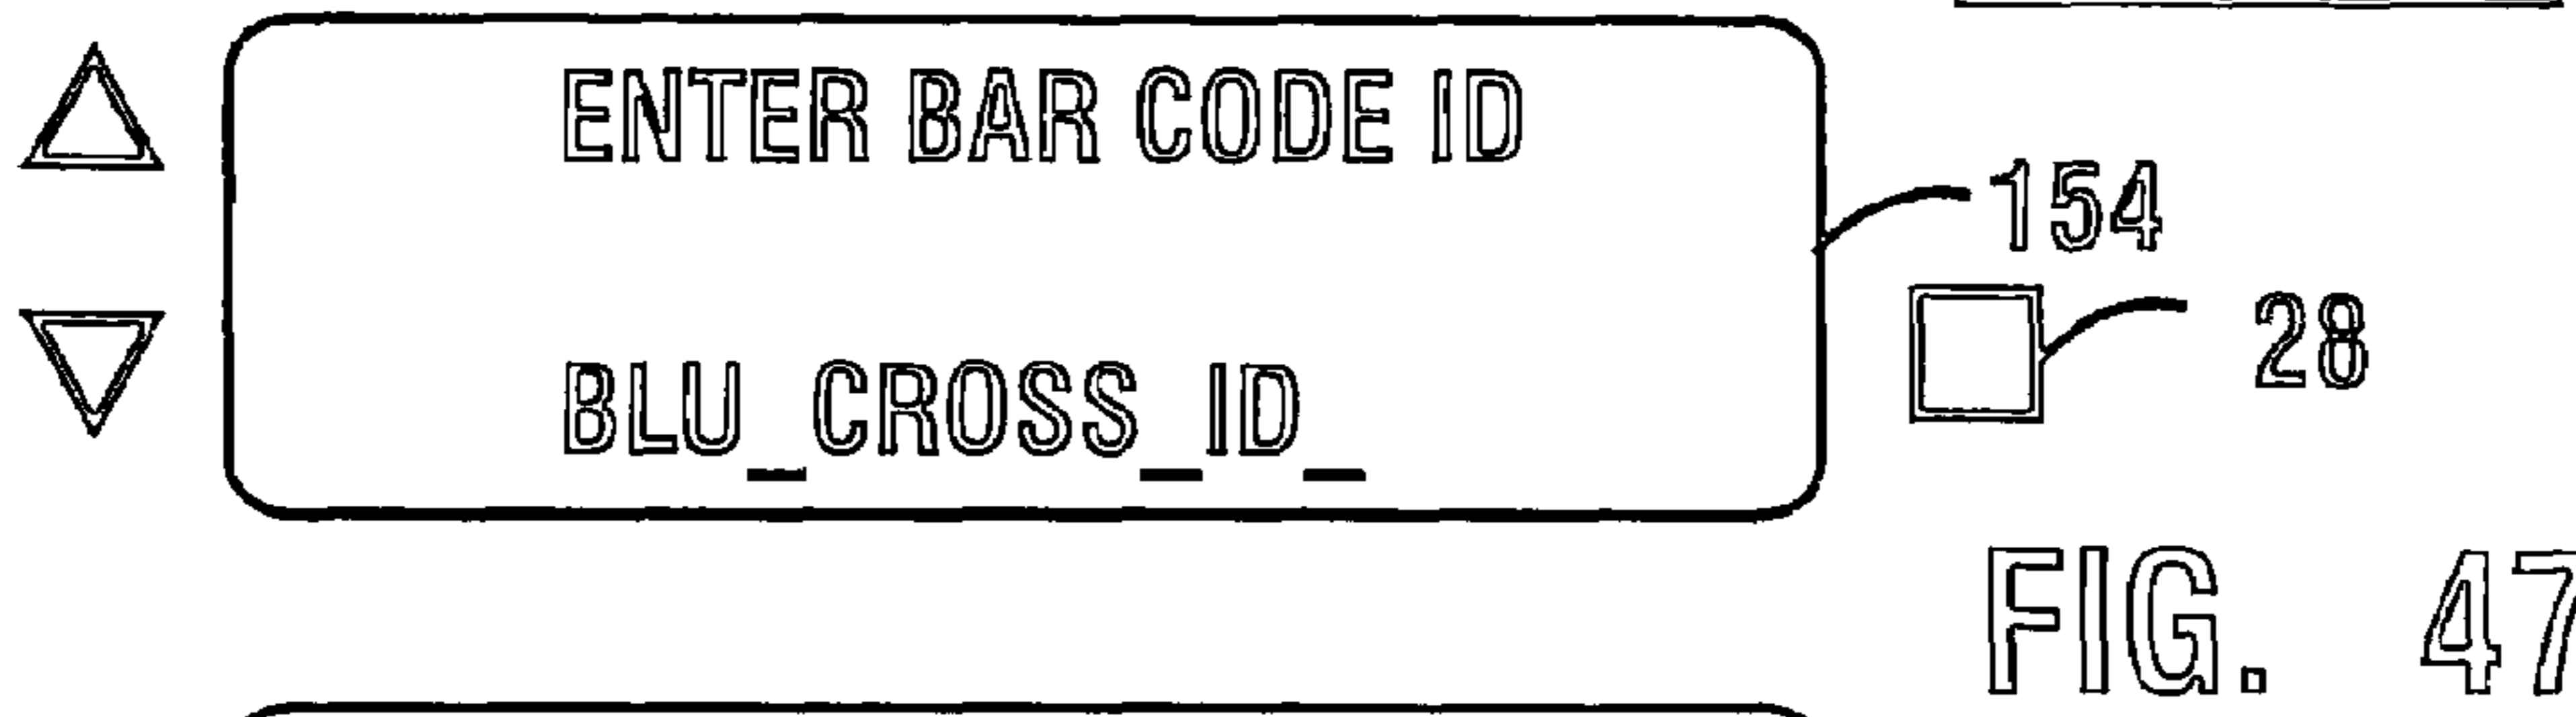 ENTER BAR CODE ID
154
28
BLU_CROSS_ID_
FIG. 47